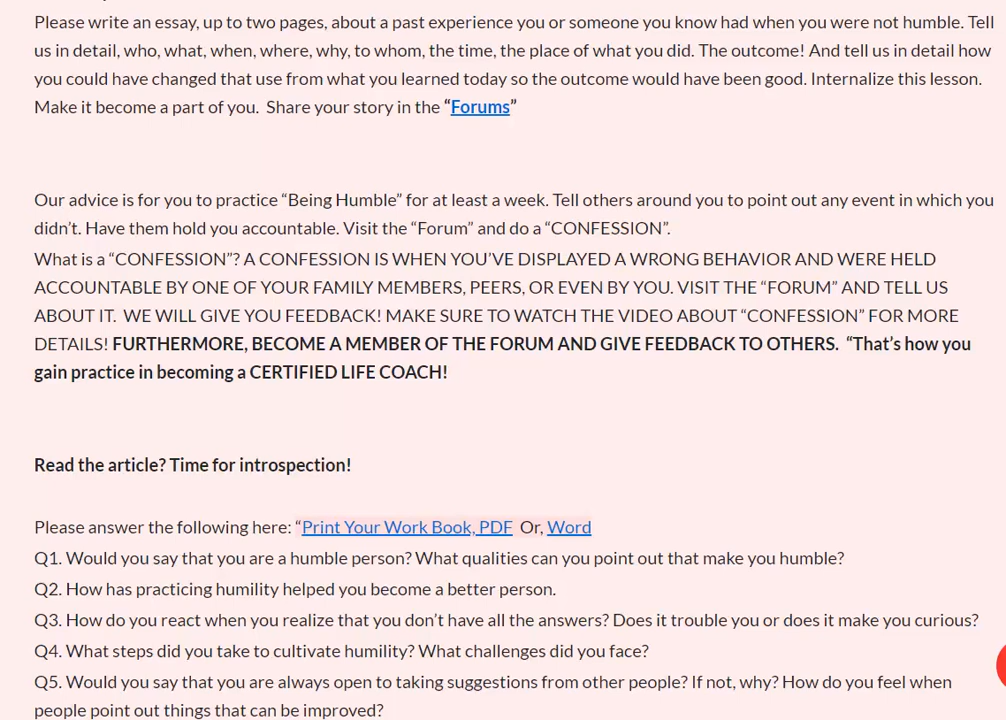 Please write an essay, up to two pages, about a past experience you or someone you know had when you were not humble. Tell
us in detail, who, what, when, where, why, to whom, the time, the place of what you did. The outcome! And tell us in detail how
you could have changed that use from what you learned today so the outcome would have been good. Internalize this lesson.
Make it become a part of you.  Share your story in the “Forums”
Our advice is for you to practice “Being Humble” for at least a week. Tell others around you to point out any event in which you
didn’t. Have them hold you accountable. Visit the “Forum” and do a “CONFESSION”.
What is a “CONFESSION”? A CONFESSION IS WHEN YOU’VE DISPLAYED A WRONG BEHAVIOR AND WERE HELD
ACCOUNTABLE BY ONE OF YOUR FAMILY MEMBERS, PEERS, OR EVEN BY YOU. VISIT THE “FORUM” AND TELL US
ABOUT IT.  WE WILL GIVE YOU FEEDBACK! MAKE SURE TO WATCH THE VIDEO ABOUT “CONFESSION” FOR MORE
DETAILS! FURTHERMORE, BECOME A MEMBER OF THE FORUM AND GIVE FEEDBACK TO OTHERS.  “That’s how you
gain practice in becoming a CERTIFIED LIFE COACH!
Read the article? Time for introspection!
Please answer the following here: “Print Your Work Book, PDF  Or, Word
Q1. Would you say that you are a humble person? What qualities can you point out that make you humble?
Q2. How has practicing humility helped you become a better person.
Q3. How do you react when you realize that you don’t have all the answers? Does it trouble you or does it make you curious?
Q4. What steps did you take to cultivate humility? What challenges did you face?
Q5. Would you say that you are always open to taking suggestions from other people? If not, why? How do you feel when
people point out things that can be improved?